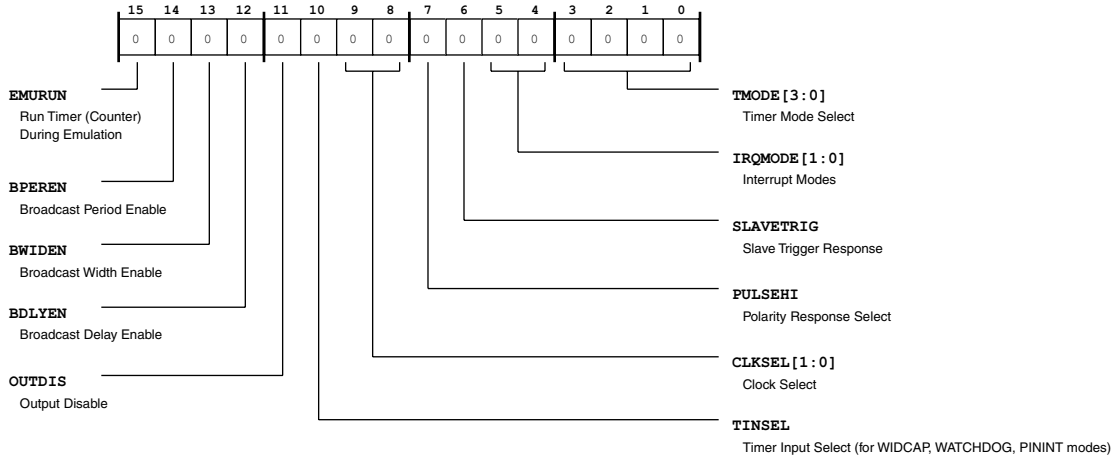 15 14 13 12 11 10 9 8 7 6 5 4 3 2 1 0
0 0 0 0 0 0 0 0 0 0 0 0 0 0 0 0
EMURUN
Run Timer (Counter)
During Emulation
BPEREN
Broadcast Period Enable
BWIDEN
Broadcast Width Enable
BDLYEN
Broadcast Delay Enable
OUTDIS
Output Disable
TMODE[3:0]
Timer Mode Select
IRQMODE[1:0]
Interrupt Modes
SLAVETRIG
Slave Trigger Response
PULSEHI
Polarity Response Select
CLKSEL[1:0]
Clock Select
TINSEL
Timer Input Select (for WIDCAP, WATCHDOG, PININT modes)